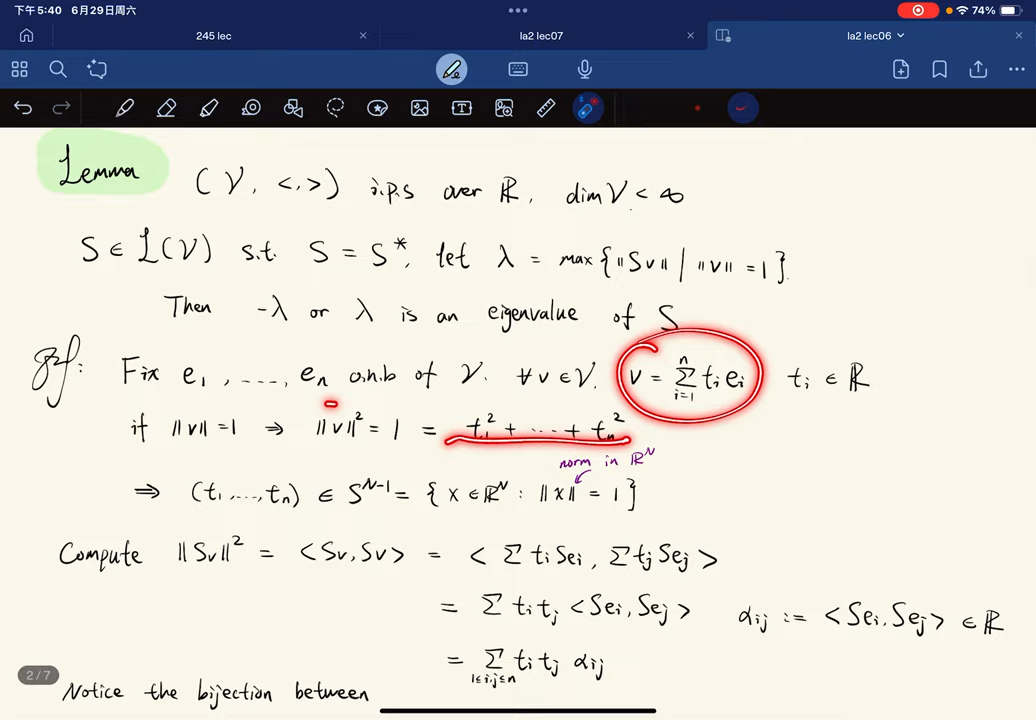 下午5:40 6月29日周六
74%
245 lec
la2 lec07
la2 lec06
Lemma (V, <,>) i.p.s over ℝ, dim V < ∞
S ∈ ℒ(V) s.t. S = S*, let λ = max{||Sv|| | ||v|| = 1}.
Then -λ or λ is an eigenvalue of S
Pf: Fix e₁, ..., eₙ o.n.b of V. ∀v ∈ V. v = Σⁿᵢ₌₁ tᵢeᵢ tᵢ ∈ ℝ
if ||v|| = 1 ⇒ ||v||² = 1 = t₁² + ... + tₙ²
norm in ℝᴺ
⇒ (t₁, ..., tₙ) ∈ Sᴺ⁻¹ = {x ∈ ℝᴺ : ||x|| = 1}
Compute ||Sv||² = <Sv, Sv> = <Σ tᵢSeᵢ, Σ tⱼSeⱼ>
= Σ tᵢtⱼ <Seᵢ, Seⱼ> αᵢⱼ := <Seᵢ, Seⱼ> ∈ ℝ
= Σ_{1≤i,j≤n} tᵢtⱼ αᵢⱼ
2/7
Notice the bijection between